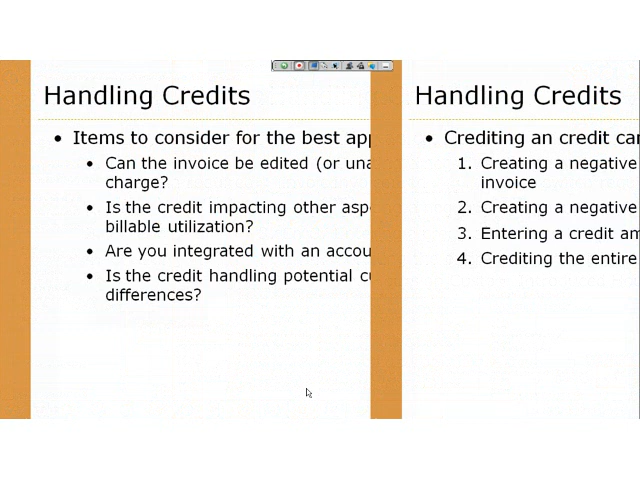 Handling Credits
• Items to consider for the best app
• Can the invoice be edited (or una
charge?
• Is the credit impacting other asp
billable utilization?
• Are you integrated with an accou
• Is the credit handling potential cu
differences?
Handling Credits
• Crediting an credit can
1. Creating a negative
invoice
2. Creating a negative
3. Entering a credit am
4. Crediting the entire